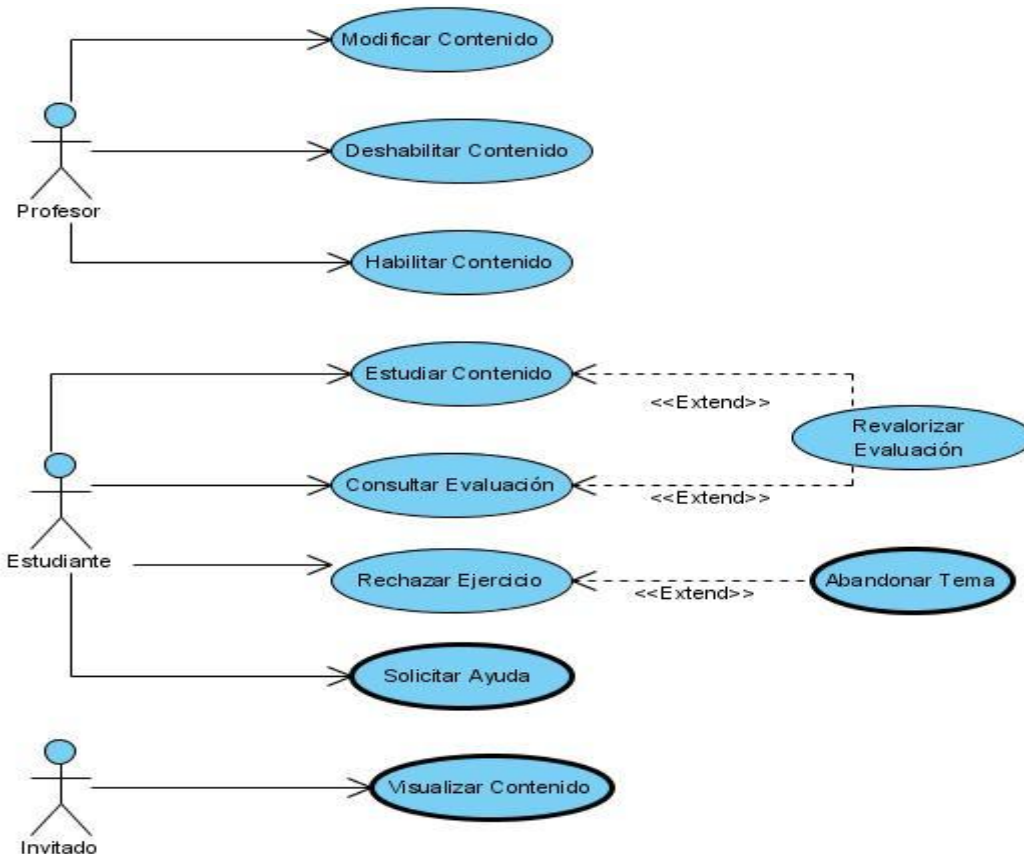 Modificar Contenido
Deshabilitar Contenido
Profesor
Habilitar Contenido
Estudiar Contenido
<<Extend>>
Revalorizar
Evaluación
Consultar Evaluación
<<Extend>>
Estudiante
Rechazar Ejercicio
<<Extend>>
Abandonar Tema
Solicitar Ayuda
Visualizar Contenido
Invitado